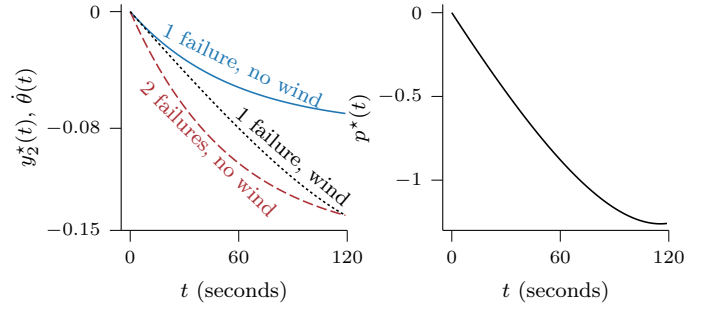 0
−0.08
−0.15
y₂⋆(t), θ̇(t)
1 failure, no wind
1 failure, wind
2 failures, no wind
0
60
120
t (seconds)
0
−0.5
−1
p⋆(t)
0
60
120
t (seconds)